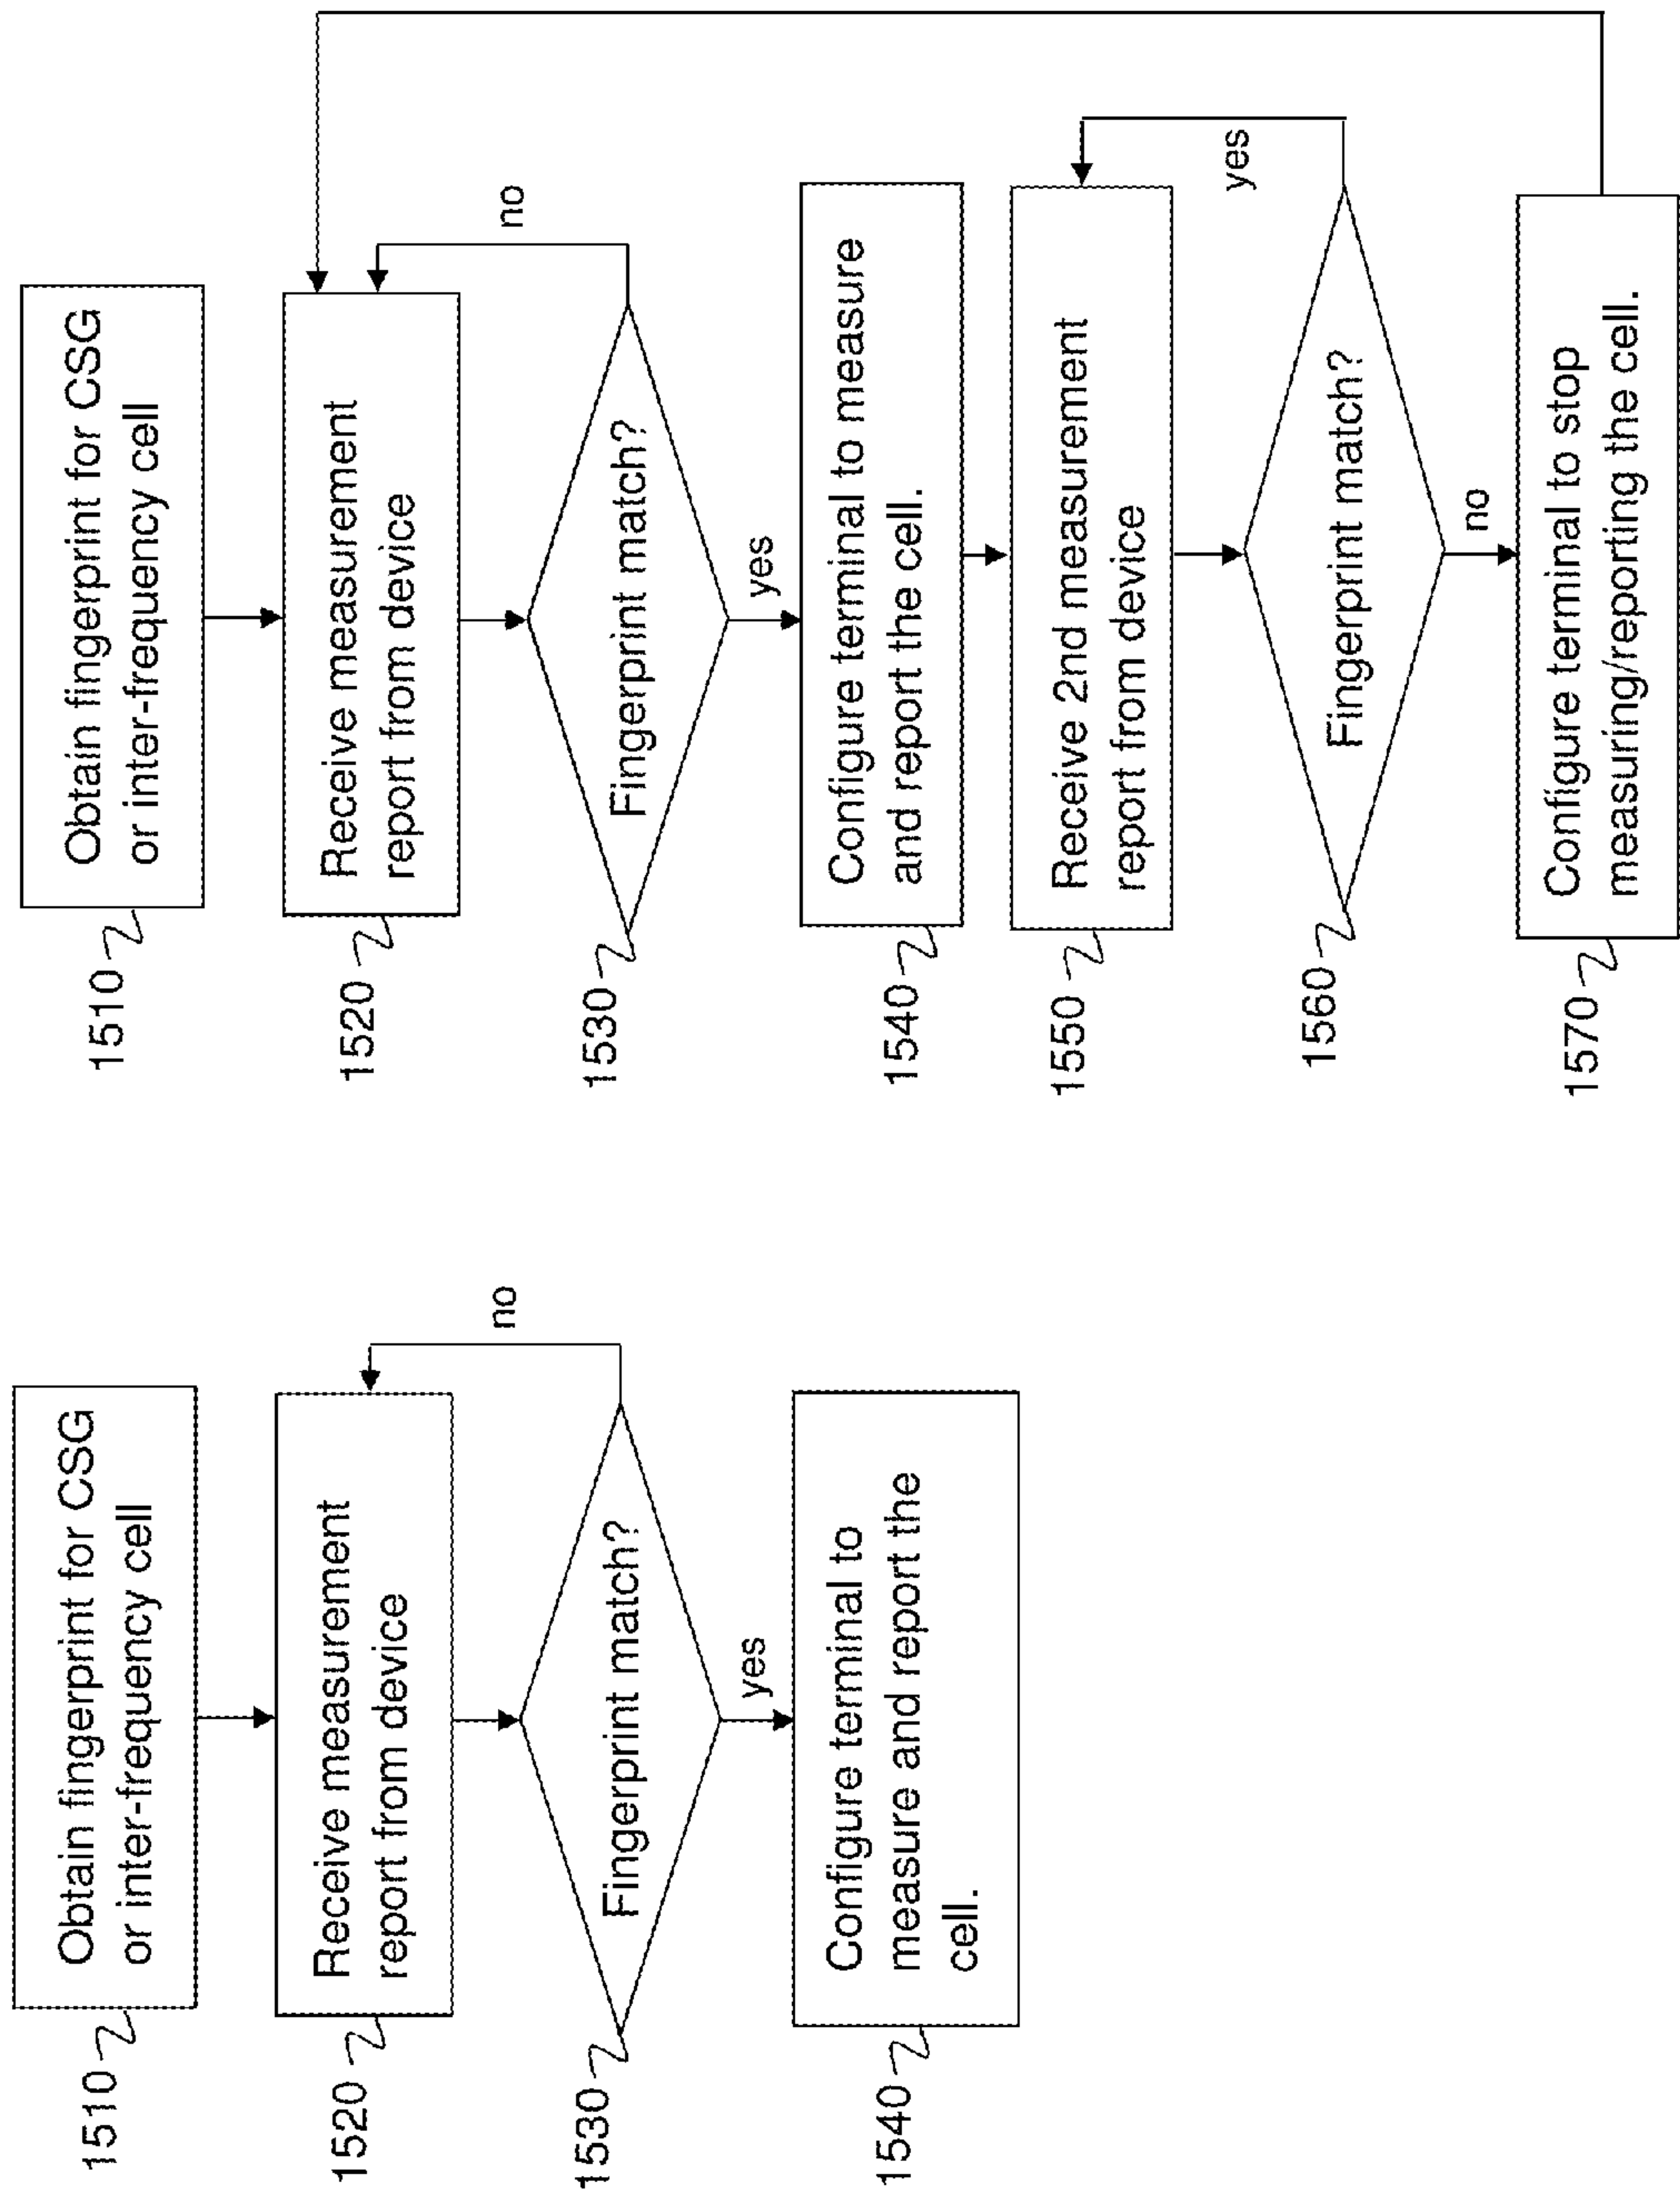 1510
Obtain fingerprint for CSG
or inter-frequency cell
1520
Receive measurement
report from device
no
1530
Fingerprint match?
yes
1540
Configure terminal to
measure and report the
cell.
1510
Obtain fingerprint for CSG
or inter-frequency cell
1520
Receive measurement
report from device
no
1530
Fingerprint match?
yes
1540
Configure terminal to measure
and report the cell.
1550
Receive 2nd measurement
report from device
yes
1560
Fingerprint match?
no
1570
Configure terminal to stop
measuring/reporting the cell.